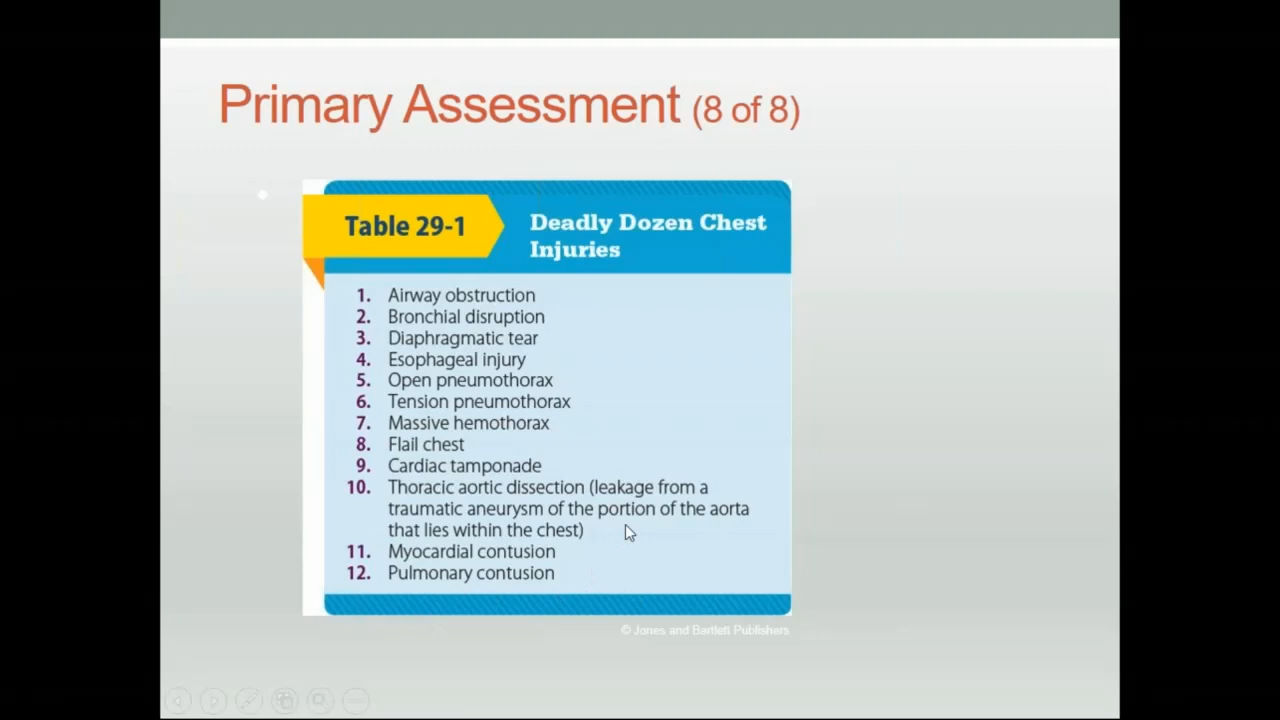 Primary Assessment (8 of 8)
Table 29-1
Deadly Dozen Chest
Injuries
1. Airway obstruction
2. Bronchial disruption
3. Diaphragmatic tear
4. Esophageal injury
5. Open pneumothorax
6. Tension pneumothorax
7. Massive hemothorax
8. Flail chest
9. Cardiac tamponade
10. Thoracic aortic dissection (leakage from a
traumatic aneurysm of the portion of the aorta
that lies within the chest)
11. Myocardial contusion
12. Pulmonary contusion
© Jones and Bartlett Publishers